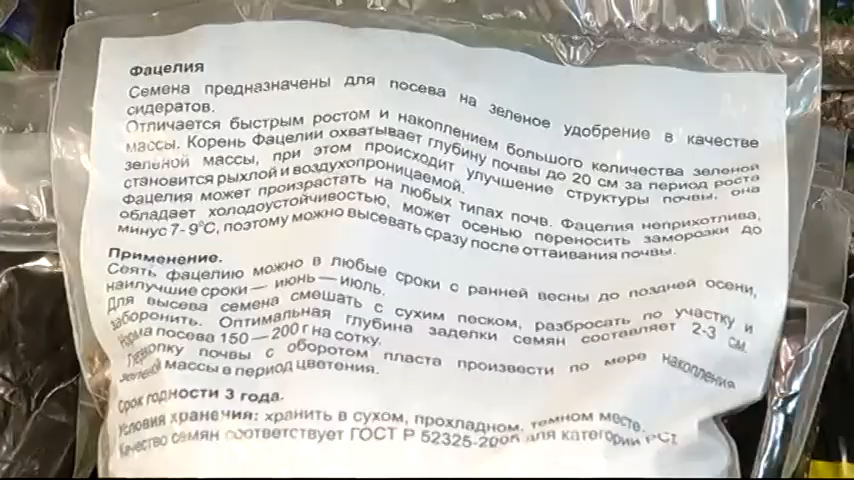 Фацелия
Семена предназначены для посева на зеленое удобрение в качестве
сидератов.
Отличается быстрым ростом и накоплением большого количества зеленой
массы. Корень Фацелии охватывает глубину почвы до 20 см за период роста
зеленой массы, при этом происходит улучшение структуры почвы, она
становится рыхлой и воздухопроницаемой.
Фацелия может произрастать на любых типах почв. Фацелия неприхотлива,
обладает холодоустойчивостью, может осенью переносить заморозки до
минус 7-9°С, поэтому можно высевать сразу после оттаивания почвы.
Применение.
Сеять фацелию можно в любые сроки с ранней весны до поздней осени,
наилучшие сроки — июнь — июль.
Для высева семена смешать с сухим песком, разбросать по участку и
заборонить. Оптимальная глубина заделки семян составляет 2-3 см.
Норма посева 150 — 200 г на сотку.
Перекопку почвы с оборотом пласта произвести по мере накопления
зеленой массы в период цветения.
Срок годности 3 года.
Условия хранения: хранить в сухом, прохладном, темном месте.
Качество семян соответствует ГОСТ Р 52325-2005 для категории РСт